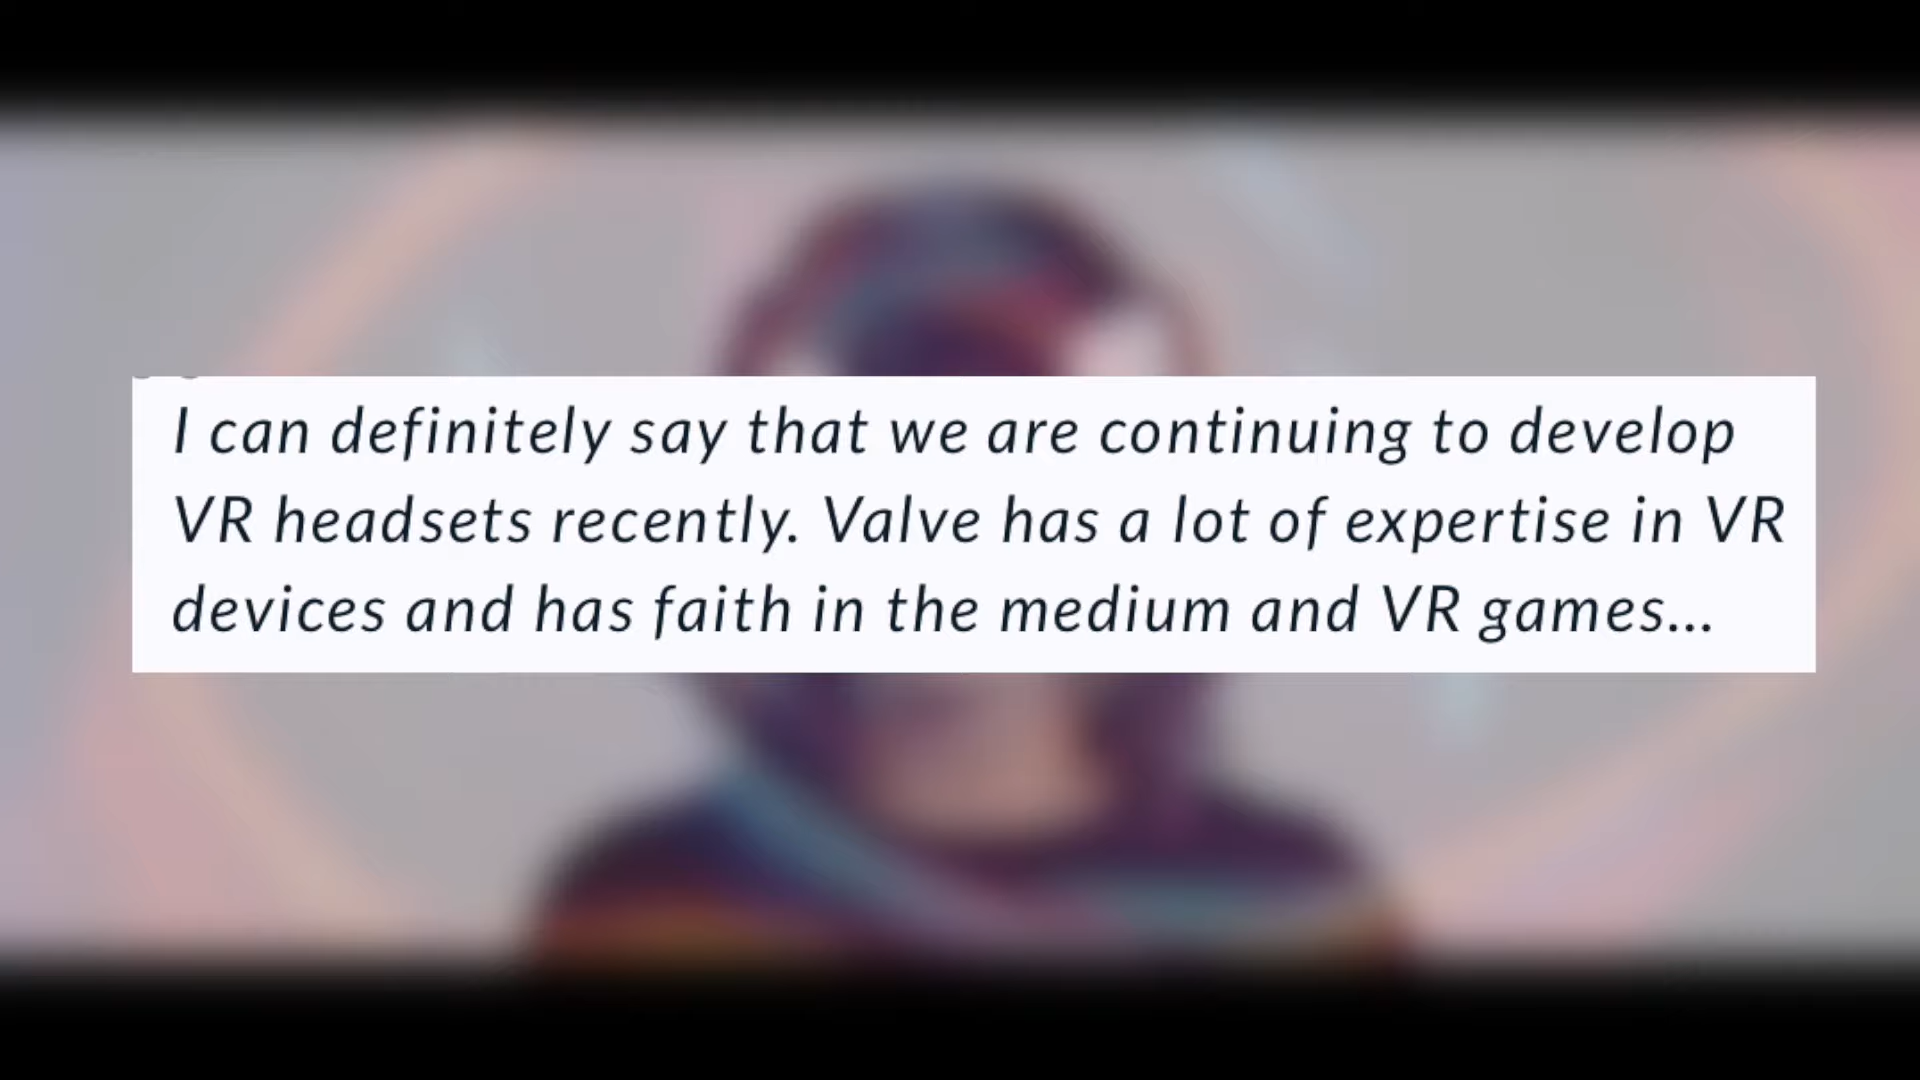 I can definitely say that we are continuing to develop
VR headsets recently. Valve has a lot of expertise in VR
devices and has faith in the medium and VR games...